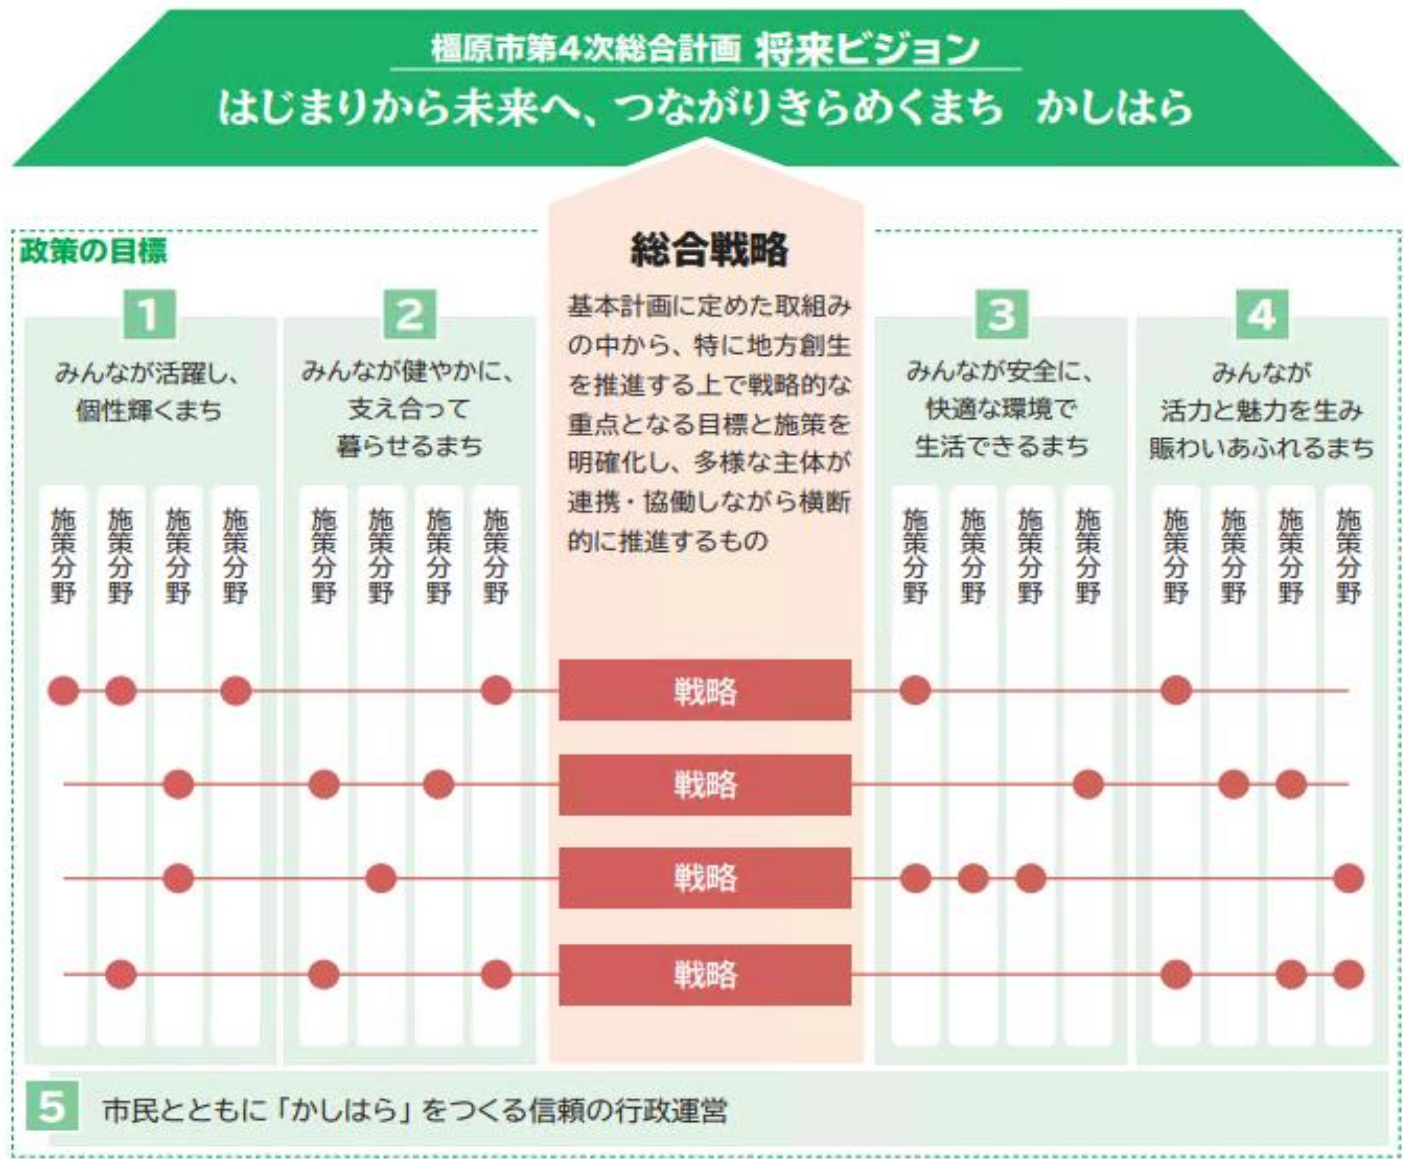 橿原市第4次総合計画 将来ビジョン
はじまりから未来へ、つながりきらめくまち かしはら
政策の目標
1
みんなが活躍し、
個性輝くまち
施策分野
施策分野
施策分野
施策分野
2
みんなが健やかに、
支え合って
暮らせるまち
施策分野
施策分野
施策分野
施策分野
総合戦略
基本計画に定めた取組み
の中から、特に地方創生
を推進する上で戦略的な
重点となる目標と施策を
明確化し、多様な主体が
連携・協働しながら横断
的に推進するもの
戦略
戦略
戦略
戦略
3
みんなが安全に、
快適な環境で
生活できるまち
施策分野
施策分野
施策分野
施策分野
4
みんなが
活力と魅力を生み
賑わいあふれるまち
施策分野
施策分野
施策分野
施策分野
5 市民とともに「かしはら」をつくる信頼の行政運営